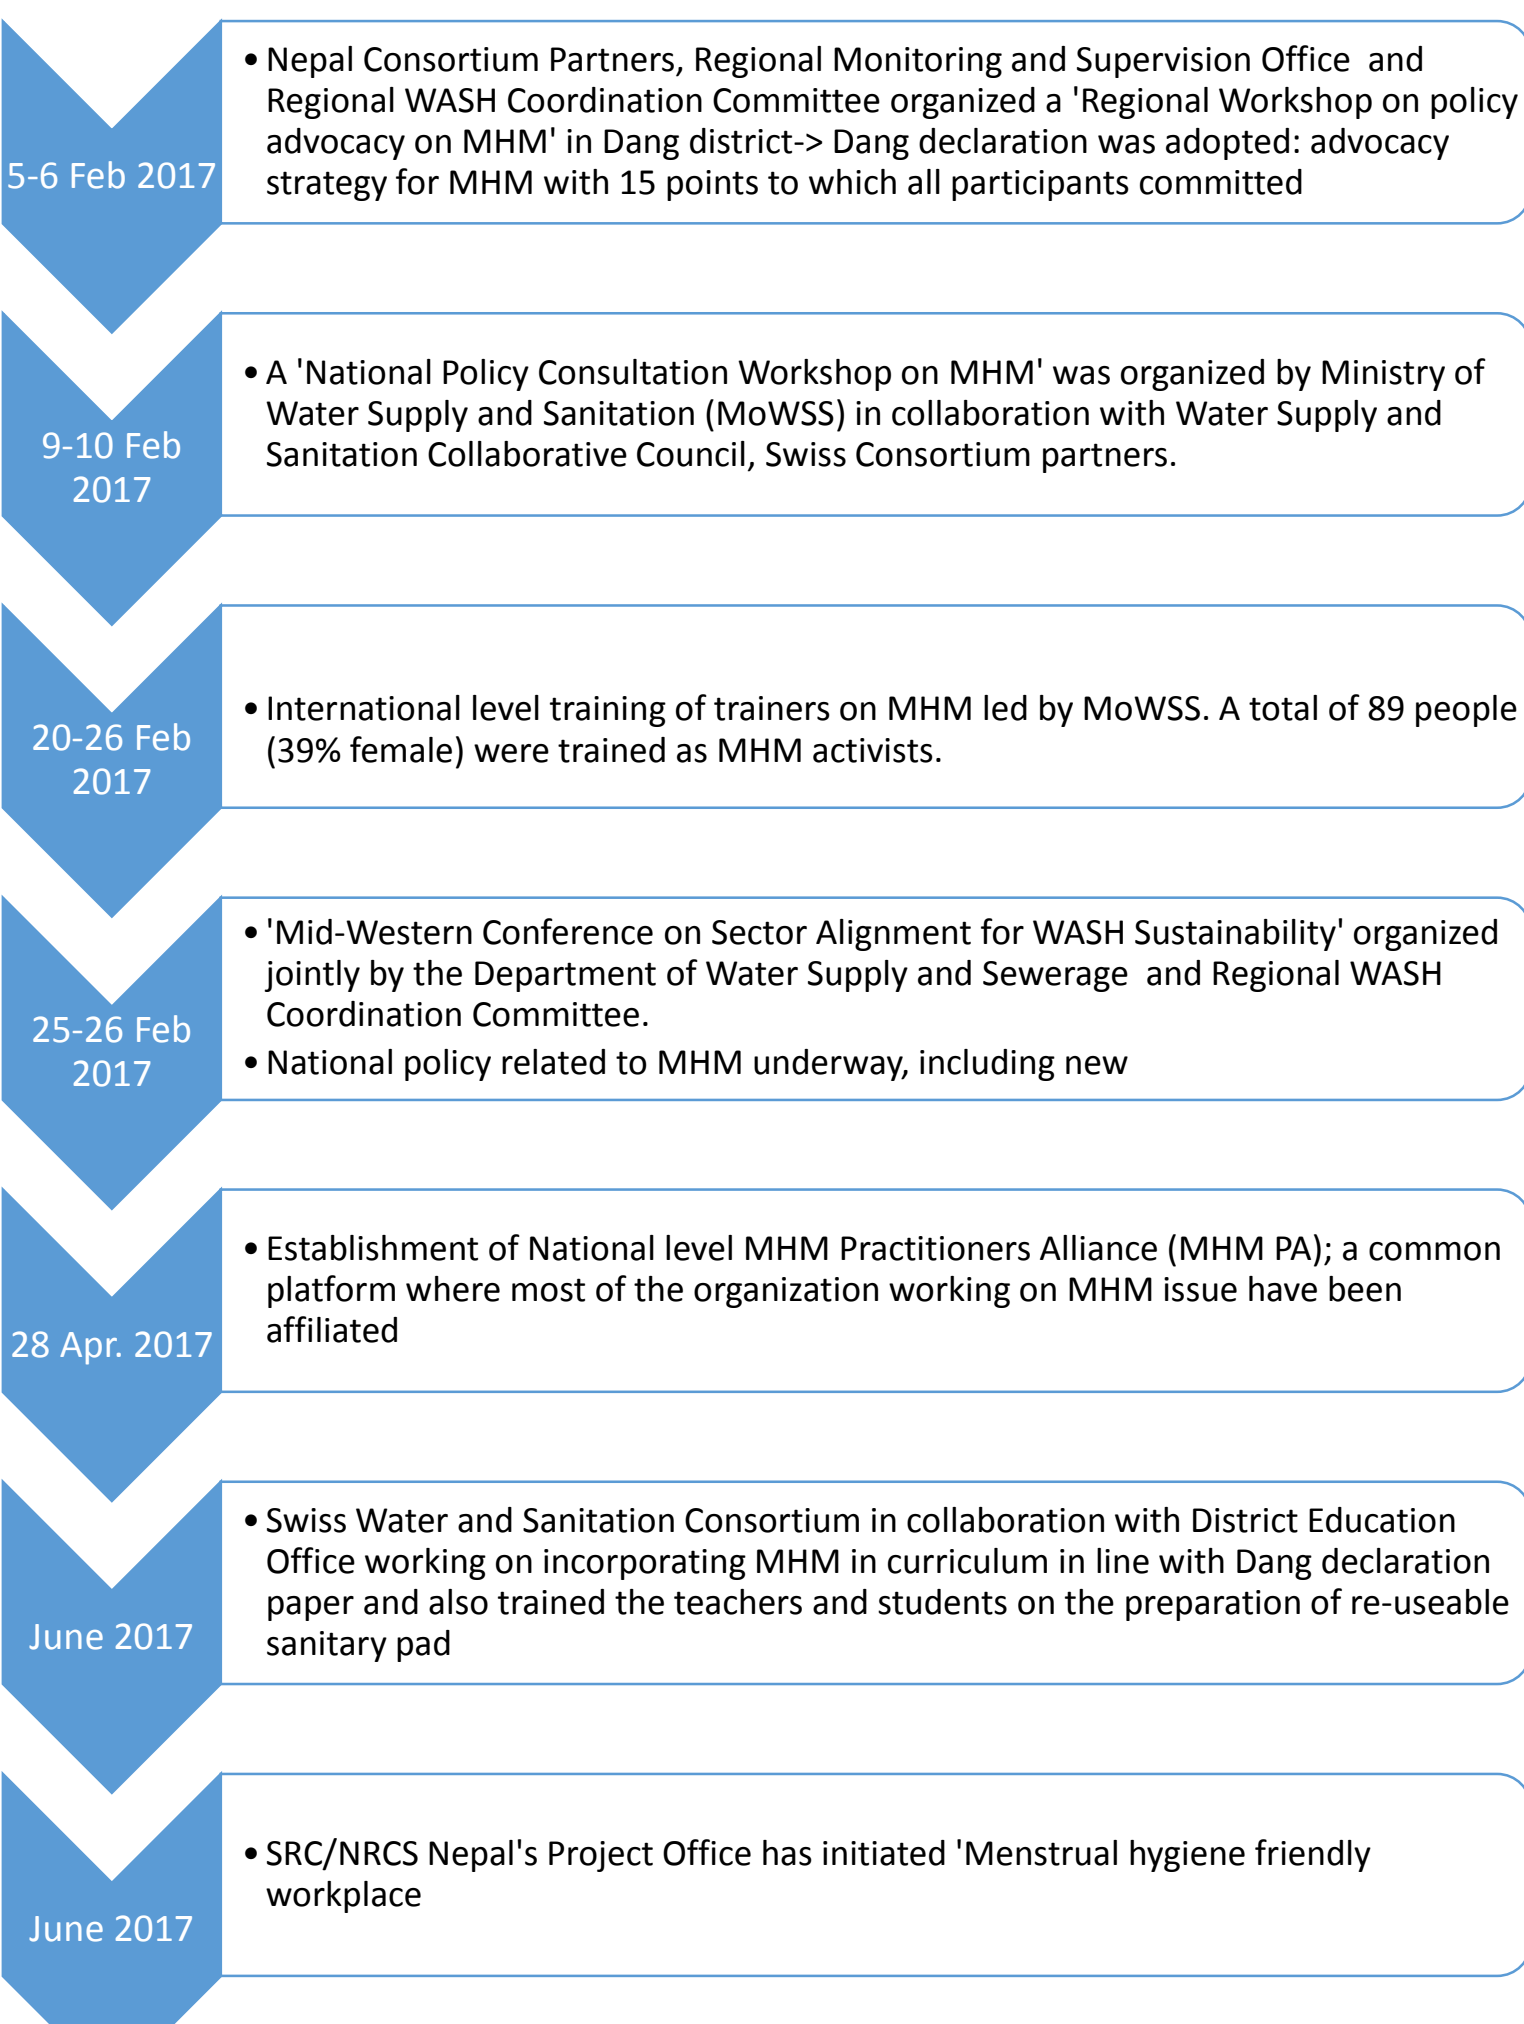 5-6 Feb 2017
• Nepal Consortium Partners, Regional Monitoring and Supervision Office and
Regional WASH Coordination Committee organized a 'Regional Workshop on policy
advocacy on MHM' in Dang district-> Dang declaration was adopted: advocacy
strategy for MHM with 15 points to which all participants committed
9-10 Feb
2017
• A 'National Policy Consultation Workshop on MHM' was organized by Ministry of
Water Supply and Sanitation (MoWSS) in collaboration with Water Supply and
Sanitation Collaborative Council, Swiss Consortium partners.
20-26 Feb
2017
• International level training of trainers on MHM led by MoWSS. A total of 89 people
(39% female) were trained as MHM activists.
25-26 Feb
2017
• 'Mid-Western Conference on Sector Alignment for WASH Sustainability' organized
jointly by the Department of Water Supply and Sewerage and Regional WASH
Coordination Committee.
• National policy related to MHM underway, including new
28 Apr. 2017
• Establishment of National level MHM Practitioners Alliance (MHM PA); a common
platform where most of the organization working on MHM issue have been
affiliated
June 2017
• Swiss Water and Sanitation Consortium in collaboration with District Education
Office working on incorporating MHM in curriculum in line with Dang declaration
paper and also trained the teachers and students on the preparation of re-useable
sanitary pad
June 2017
• SRC/NRCS Nepal's Project Office has initiated 'Menstrual hygiene friendly
workplace